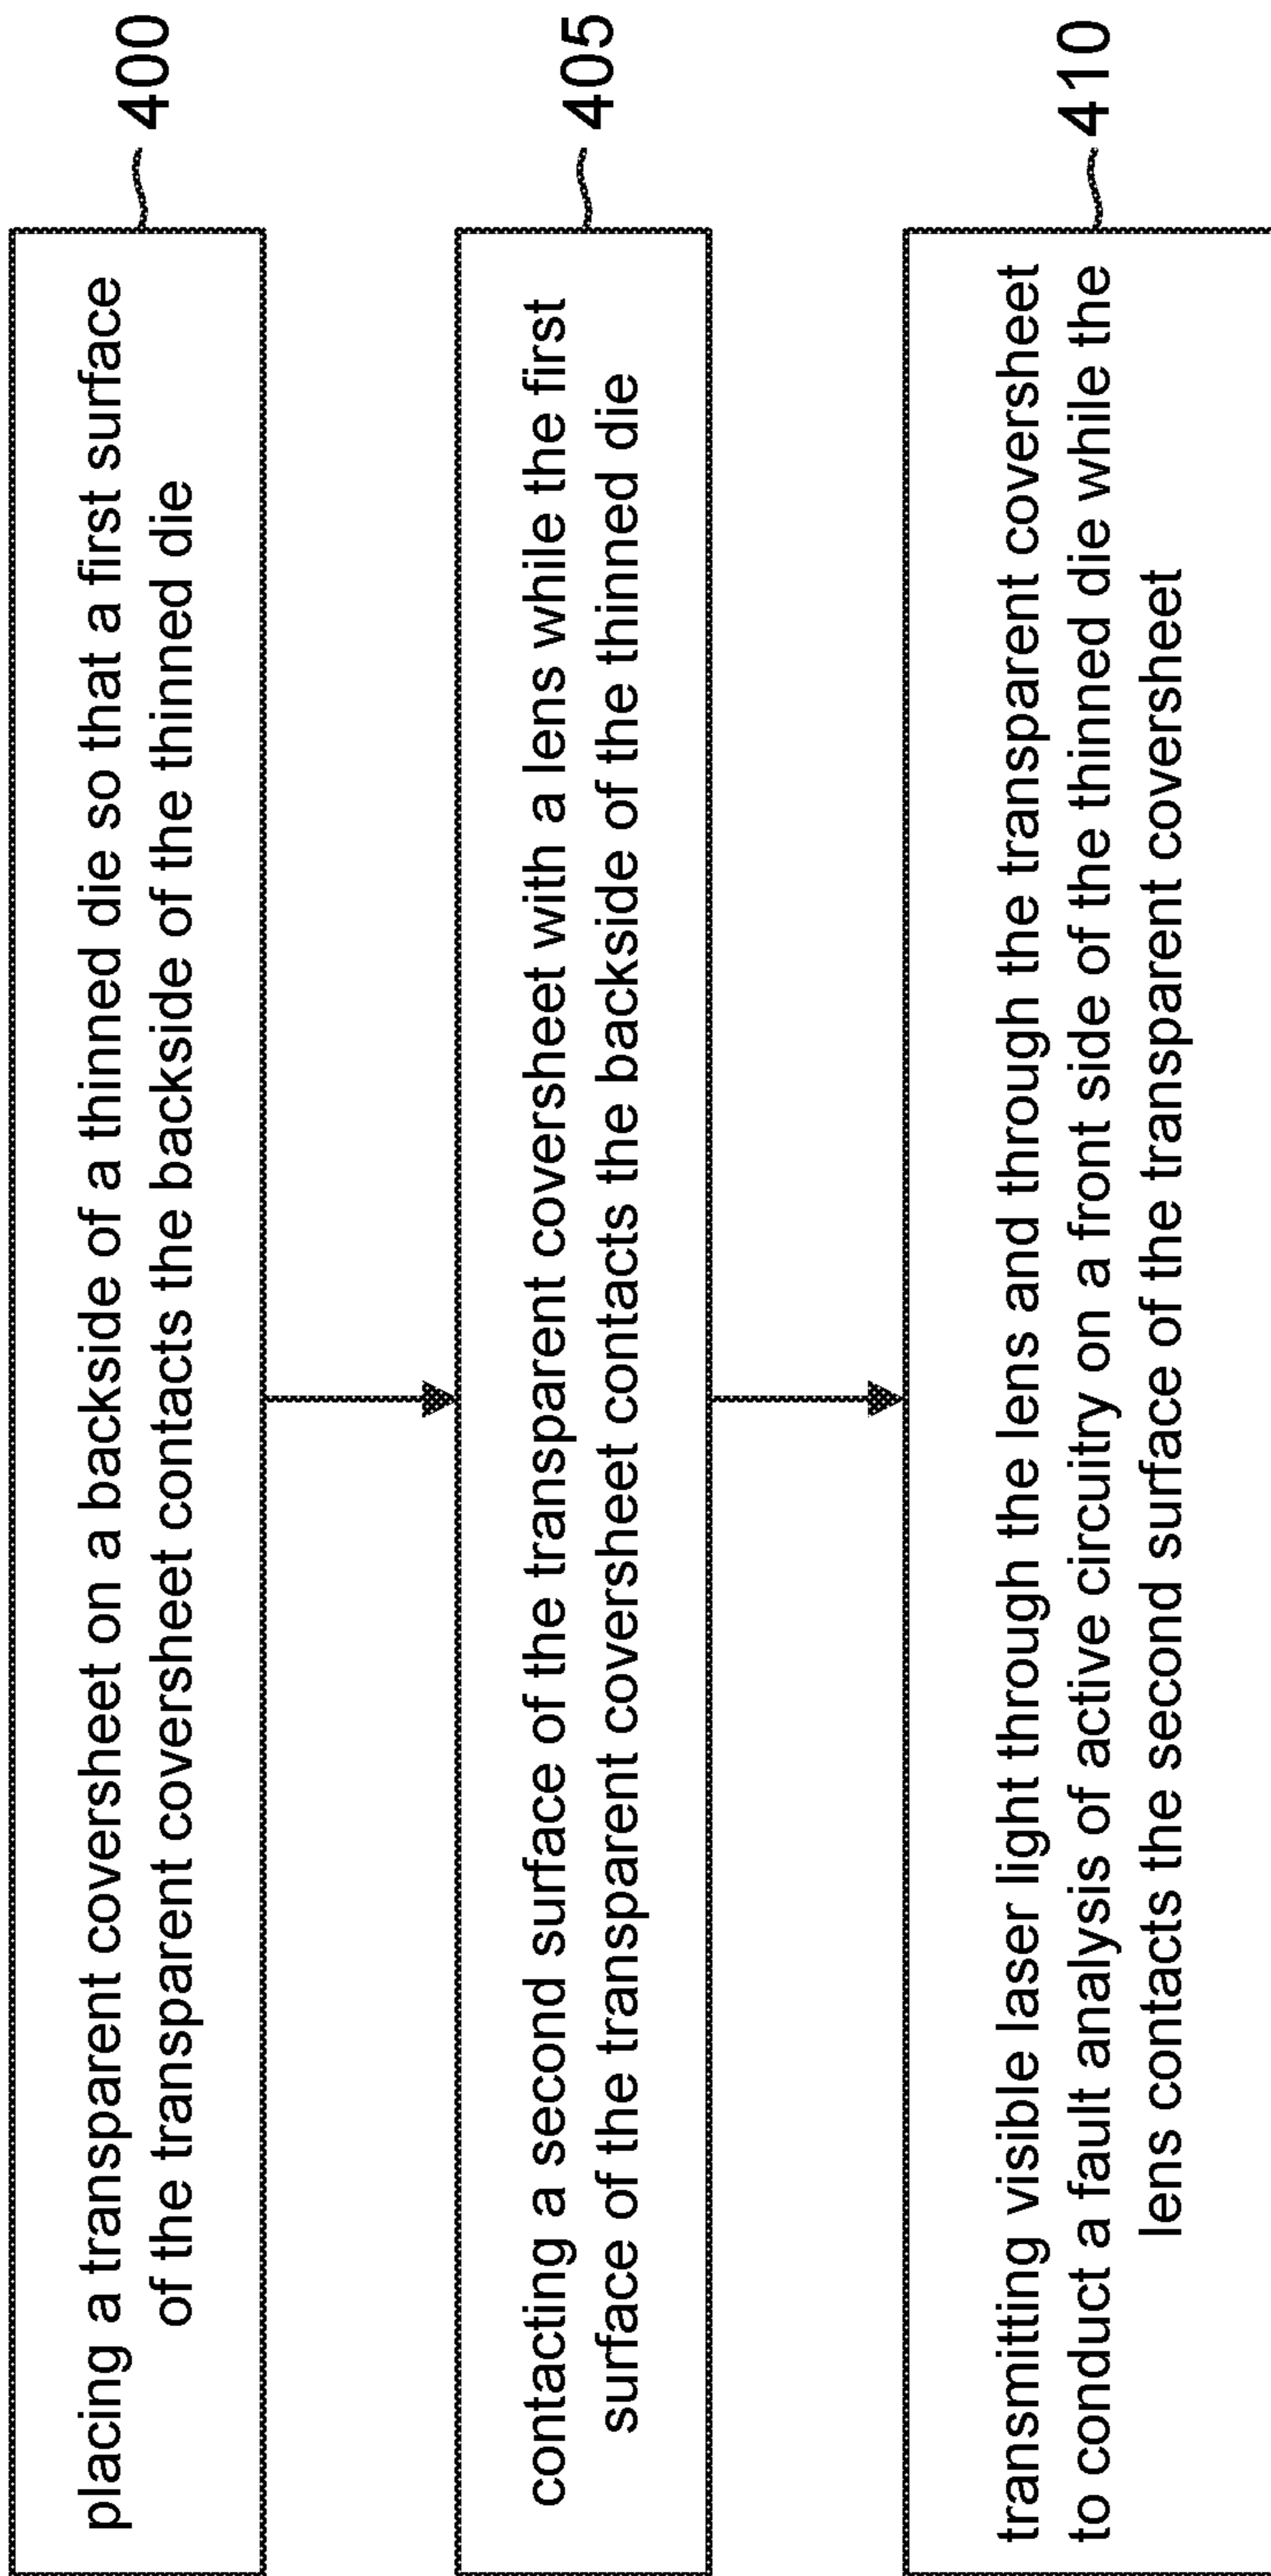 placing a transparent coversheet on a backside of a thinned die so that a first surface
of the transparent coversheet contacts the backside of the thinned die
400
contacting a second surface of the transparent coversheet with a lens while the first
surface of the transparent coversheet contacts the backside of the thinned die
405
transmitting visible laser light through the lens and through the transparent coversheet
to conduct a fault analysis of active circuitry on a front side of the thinned die while the
lens contacts the second surface of the transparent coversheet
410